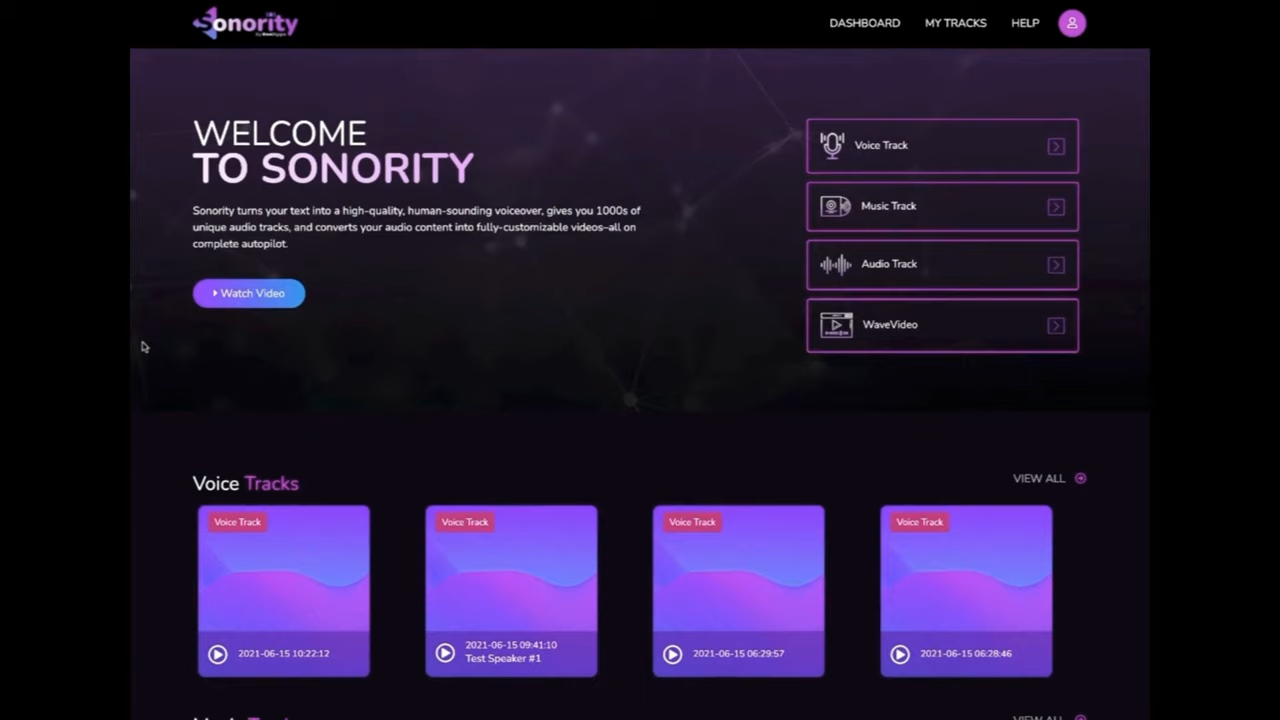 Sonority
DASHBOARD
MY TRACKS
HELP
WELCOME
TO SONORITY
Sonority turns your text into a high-quality, human-sounding voiceover, gives you 1000s of
unique audio tracks, and converts your audio content into fully-customizable videos–all on
complete autopilot.
Watch Video
Voice Track
Music Track
Audio Track
WaveVideo
Voice Tracks
VIEW ALL
Voice Track
2021-06-15 10:22:12
Voice Track
2021-06-15 09:41:10
Test Speaker #1
Voice Track
2021-06-15 06:29:57
Voice Track
2021-06-15 06:28:46